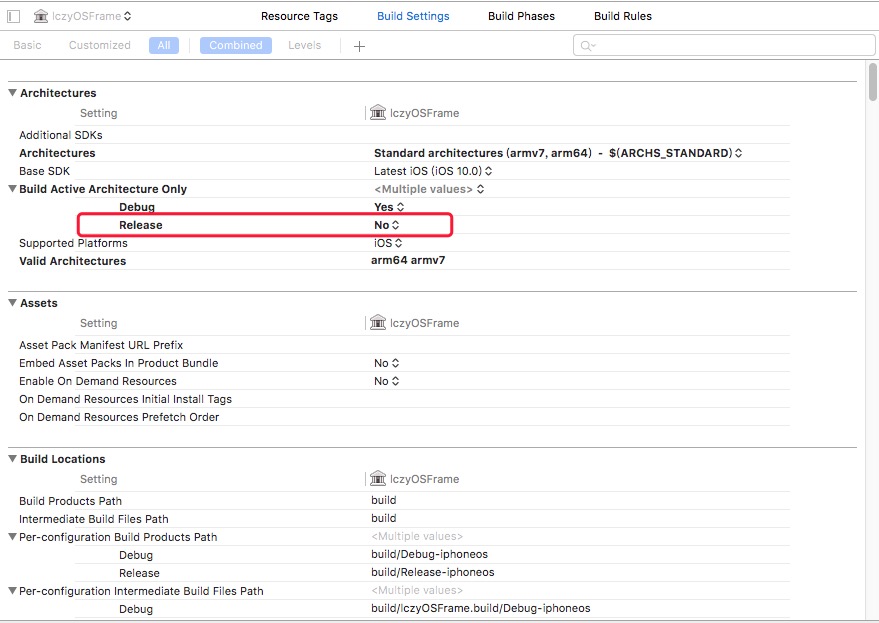 lczyOSFrame Resource Tags Build Settings Build Phases Build Rules
Basic Customized All Combined Levels +
Architectures
Setting lczyOSFrame
Additional SDKs
Architectures Standard architectures (armv7, arm64) - $(ARCHS_STANDARD)
Base SDK Latest iOS (iOS 10.0)
Build Active Architecture Only <Multiple values>
Debug Yes
Release No
Supported Platforms iOS
Valid Architectures arm64 armv7
Assets
Setting lczyOSFrame
Asset Pack Manifest URL Prefix
Embed Asset Packs In Product Bundle No
Enable On Demand Resources No
On Demand Resources Initial Install Tags
On Demand Resources Prefetch Order
Build Locations
Setting lczyOSFrame
Build Products Path build
Intermediate Build Files Path build
Per-configuration Build Products Path <Multiple values>
Debug build/Debug-iphoneos
Release build/Release-iphoneos
Per-configuration Intermediate Build Files Path <Multiple values>
Debug build/lczyOSFrame.build/Debug-iphoneos